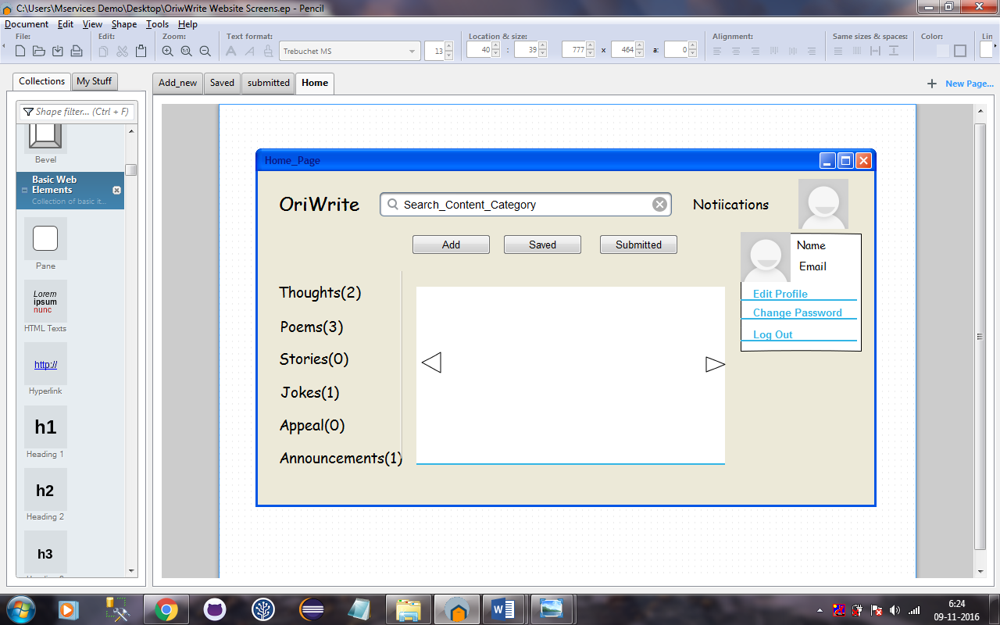 C:\Users\Mservices Demo\Desktop\OriwWrite Website Screens.ep - Pencil
Document Edit View Shape Tools Help
File: Edit: Zoom: Text format: Location & size: Alignment: Same sizes & spaces: Color: Lin
Trebuchet MS 13 40 : 39 777 x 464 a: 0
Collections My Stuff
Add_new Saved submitted Home
New Page...
Shape filter... (Ctrl + F)
Bevel
Basic Web Elements
Collection of basic it...
Pane
Lorem
ipsum
nunc
HTML Texts
http://
Hyperlink
h1
Heading 1
h2
Heading 2
h3
Home_Page
OriWrite Search_Content_Category Notiications
Add Saved Submitted
Name
Email
Edit Profile
Change Password
Log Out
Thoughts(2)
Poems(3)
Stories(0)
Jokes(1)
Appeal(0)
Announcements(1)
6:24
09-11-2016